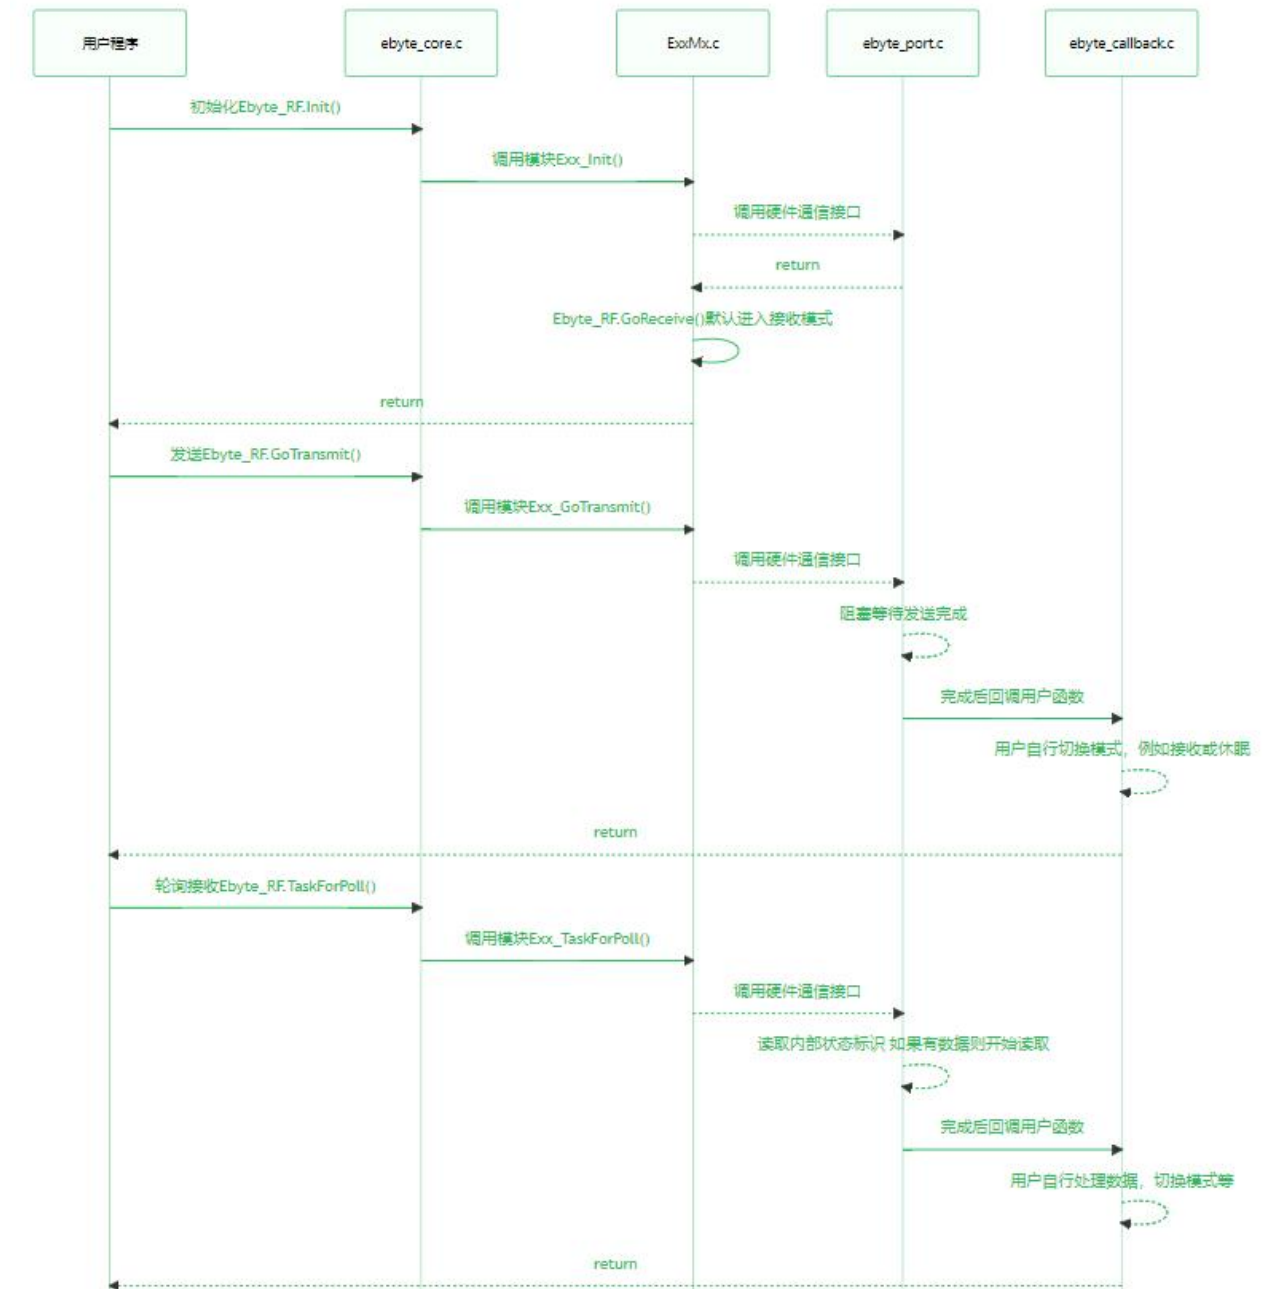 用户程序
ebyte_core.c
ExxMx.c
ebyte_port.c
ebyte_callback.c
初始化Ebyte_RF.Init()
调用模块Exx_Init()
调用硬件通信接口
return
Ebyte_RF.GoReceive()默认进入接收模式
return
发送Ebyte_RF.GoTransmit()
调用模块Exx_GoTransmit()
调用硬件通信接口
阻塞等待发送完成
完成后回调用户函数
用户自行切换模式，例如接收或休眠
return
轮询接收Ebyte_RF.TaskForPoll()
调用模块Exx_TaskForPoll()
调用硬件通信接口
读取内部状态标识 如果有数据则开始读取
完成后回调用户函数
用户自行处理数据，切换模式等
return